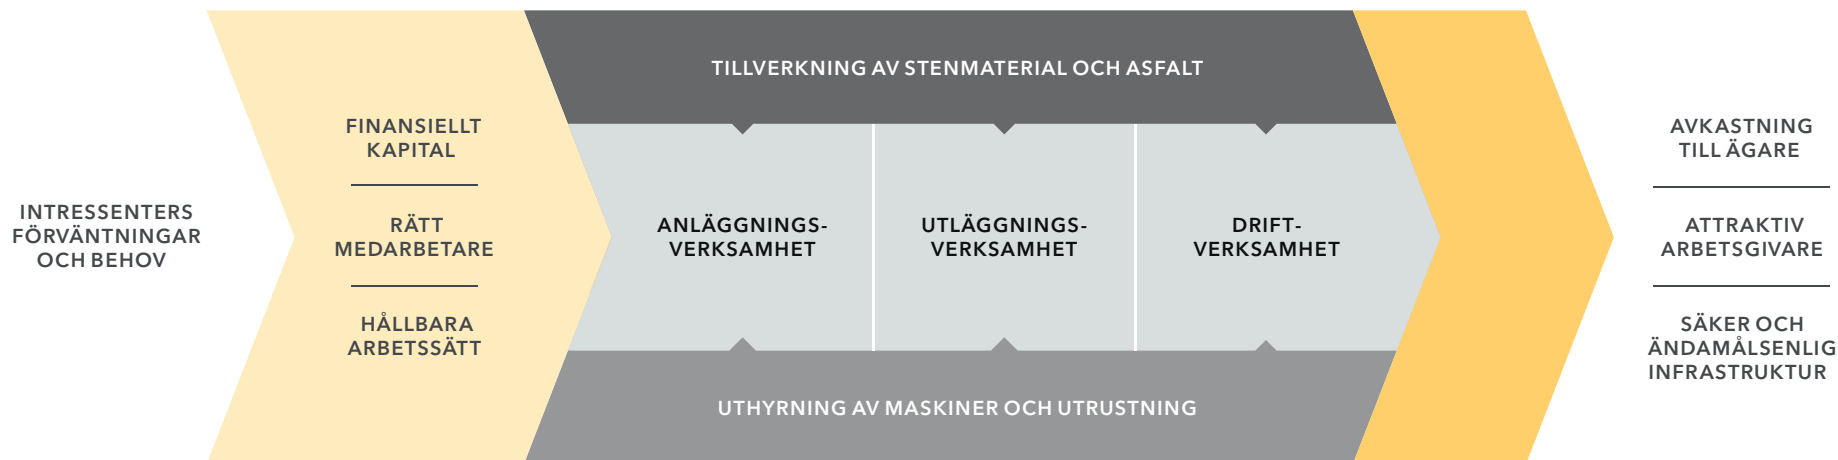 INTRESSENTERS
FÖRVÄNTNINGAR
OCH BEHOV
FINANSIELLT
KAPITAL
RÄTT
MEDARBETARE
HÅLLBARA
ARBETSSÄTT
TILLVERKNING AV STENMATERIAL OCH ASFALT
ANLÄGGNINGS-
VERKSAMHET
UTLÄGGNINGS-
VERKSAMHET
DRIFT-
VERKSAMHET
UTHYRNING AV MASKINER OCH UTRUSTNING
AVKASTNING
TILL ÄGARE
ATTRAKTIV
ARBETSGIVARE
SÄKER OCH
ÄNDAMÅLSENLIG
INFRASTRUKTUR